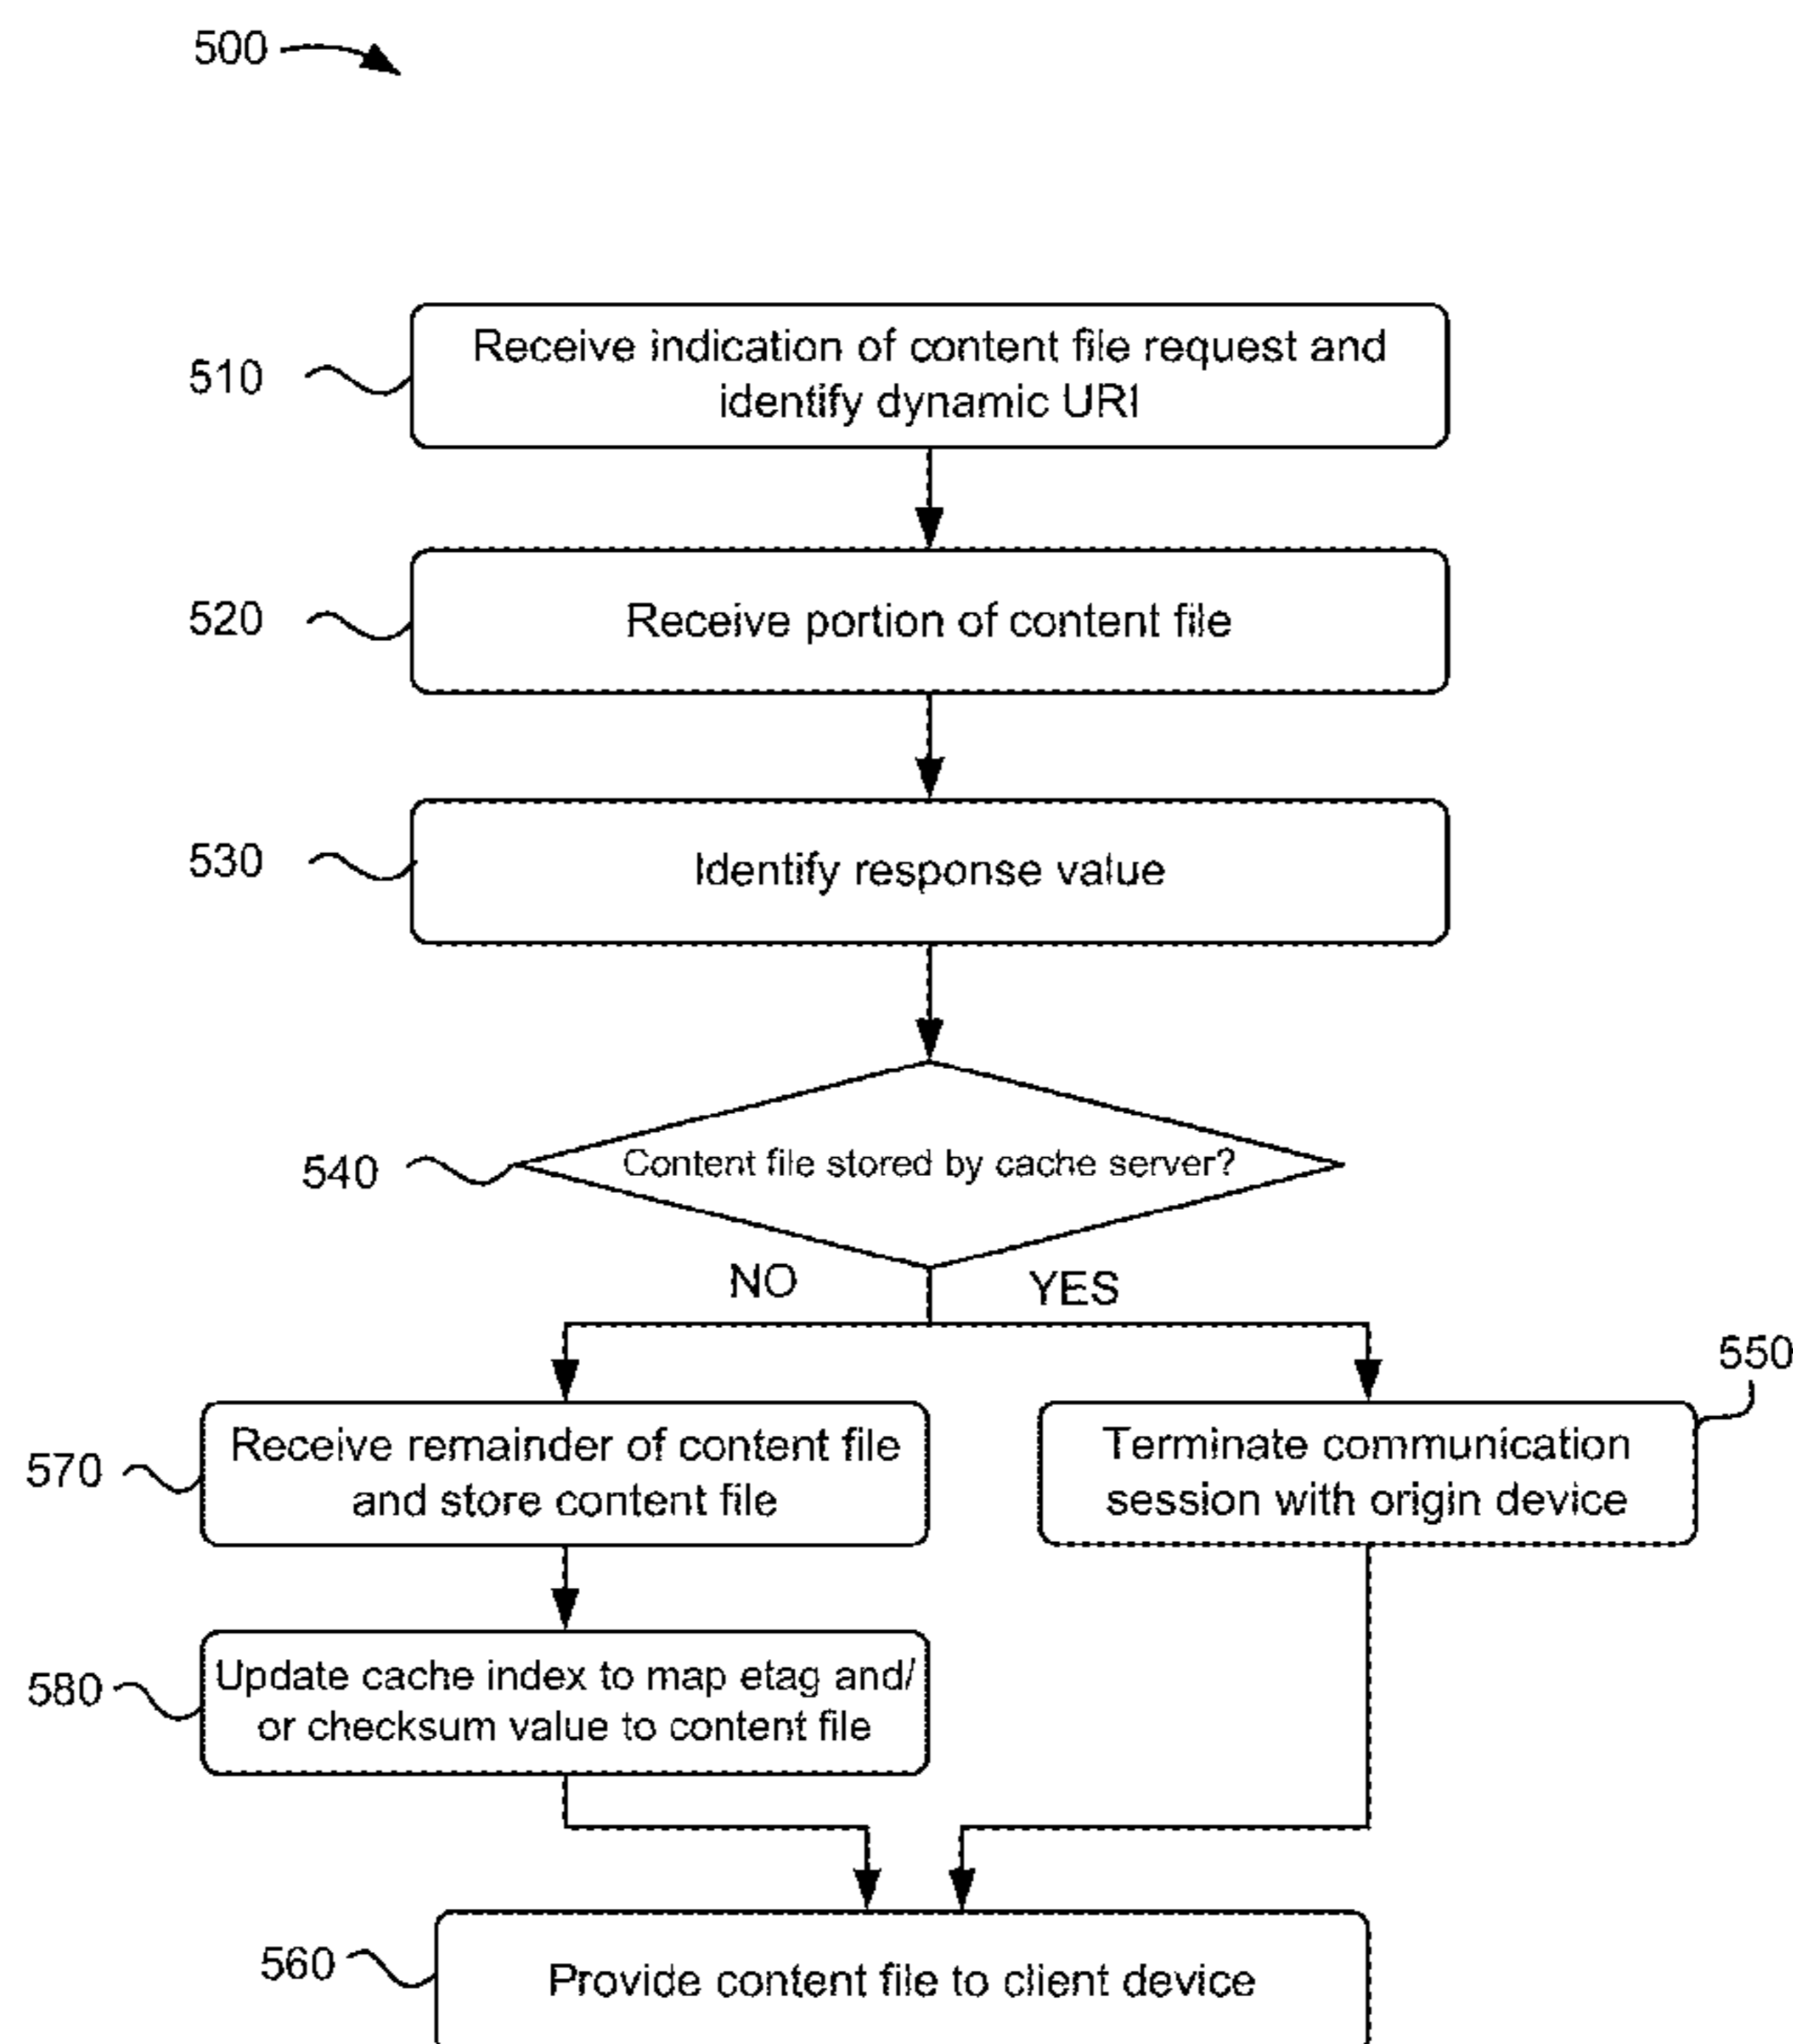 500
510
Receive indication of content file request and
identify dynamic URI
520
Receive portion of content file
530
Identify response value
540
Content file stored by cache server?
NO
YES
550
570
Receive remainder of content file
and store content file
Terminate communication
session with origin device
580
Update cache index to map etag and/
or checksum value to content file
560
Provide content file to client device